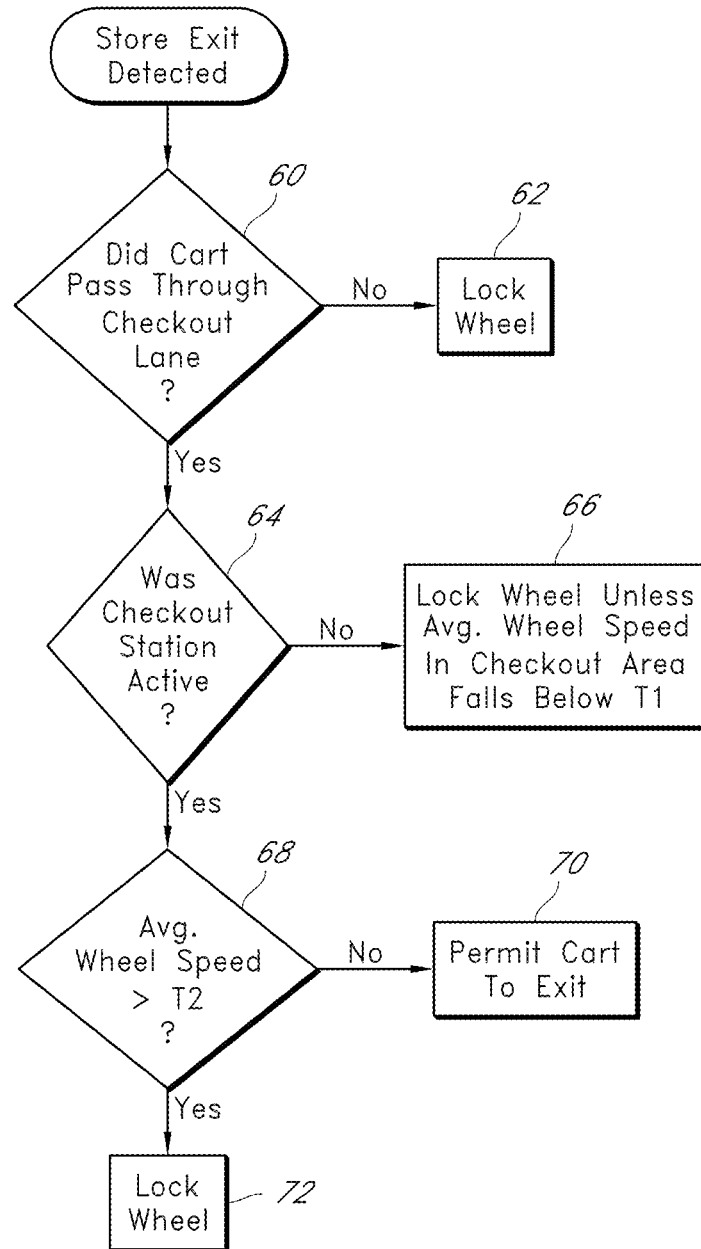 Store Exit
Detected
60
Did Cart
Pass Through
Checkout
Lane
?
No
62
Lock
Wheel
Yes
64
Was
Checkout
Station
Active
?
No
66
Lock Wheel Unless
Avg. Wheel Speed
In Checkout Area
Falls Below T1
Yes
68
Avg.
Wheel Speed
> T2
?
No
70
Permit Cart
To Exit
Yes
Lock
Wheel
72